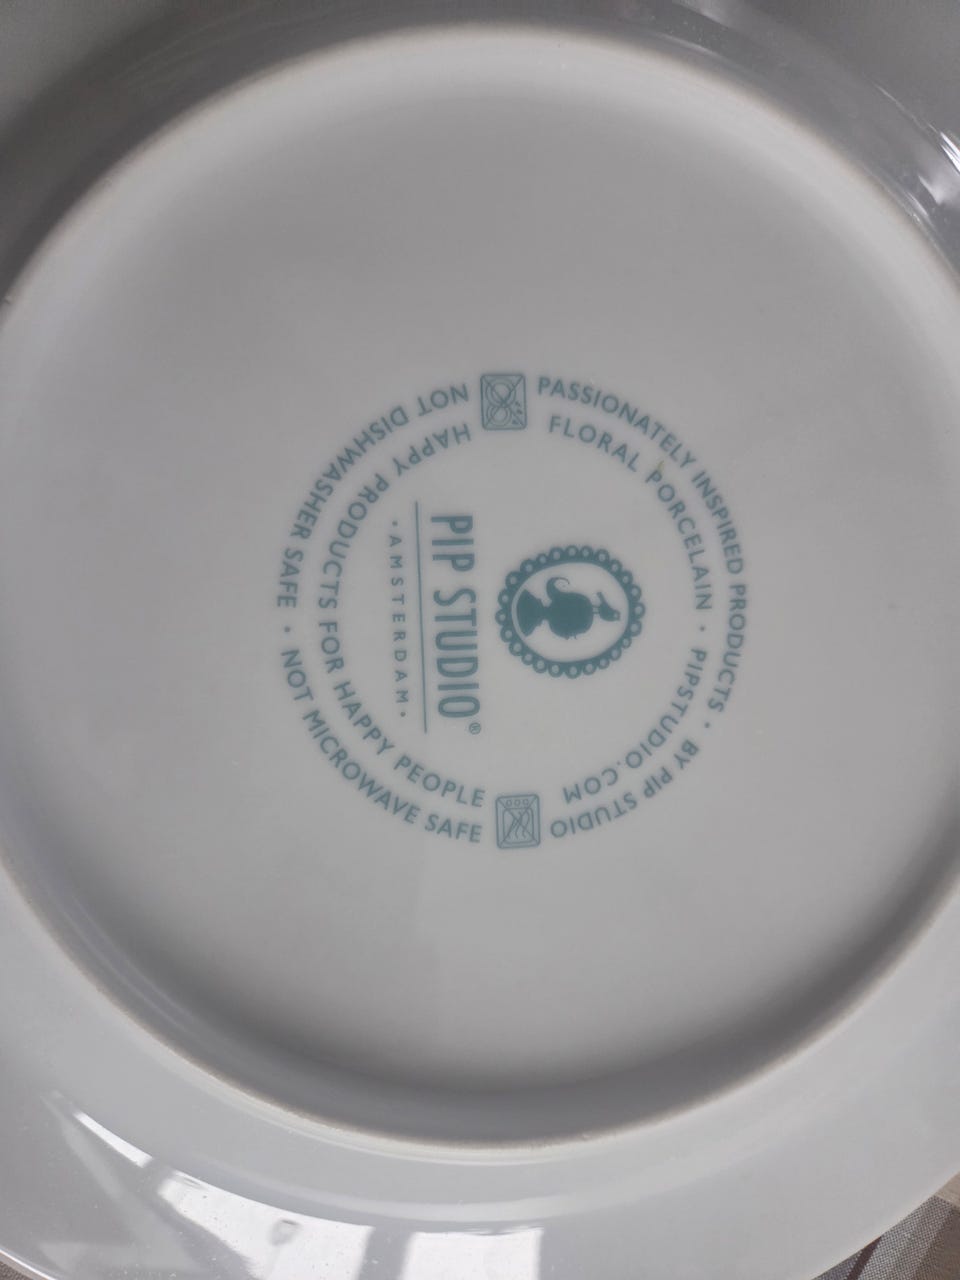 PASSIONATELY INSPIRED PRODUCTS • BY PIP STUDIO
FLORAL PORCELAIN • PIPSTUDIO.COM
PIP STUDIO®
•AMSTERDAM•
HAPPY PRODUCTS FOR HAPPY PEOPLE
NOT DISHWASHER SAFE • NOT MICROWAVE SAFE